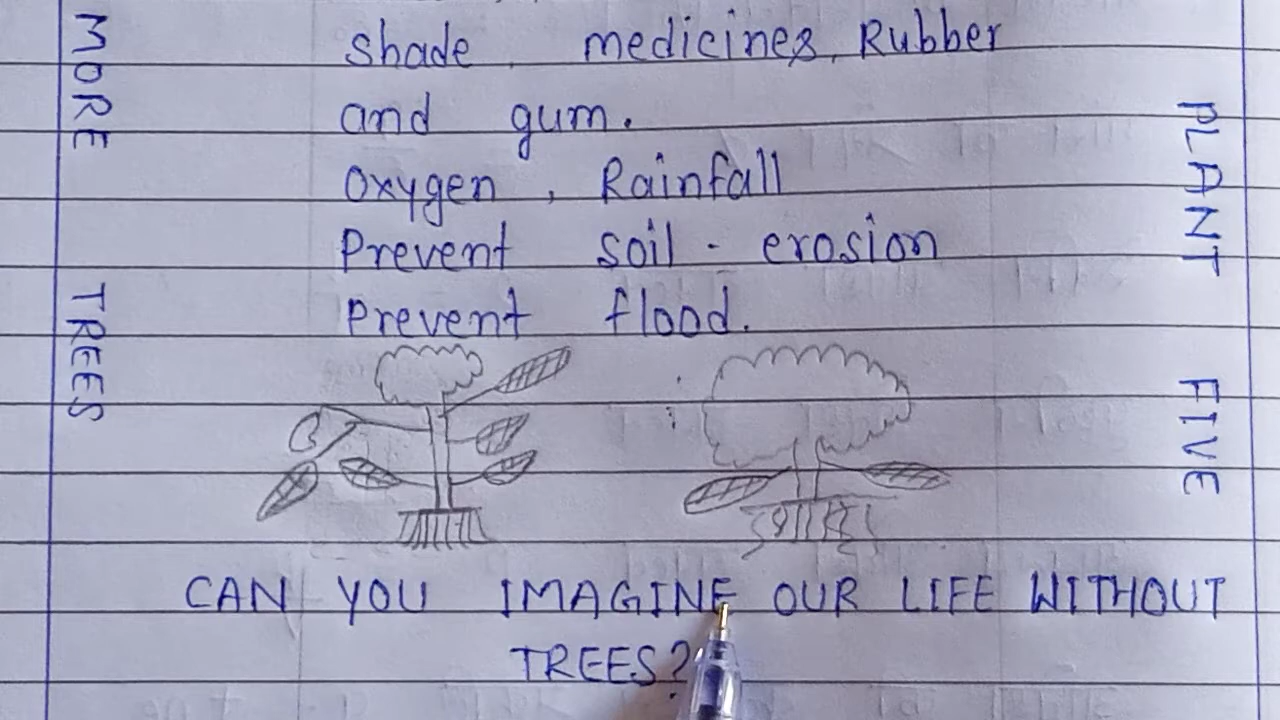 shade, medicines, Rubber
and gum.
Oxygen, Rainfall
Prevent soil - erosion
Prevent flood.
CAN YOU IMAGINE OUR LIFE WITHOUT
TREES?
MORE TREES
PLANT FIVE